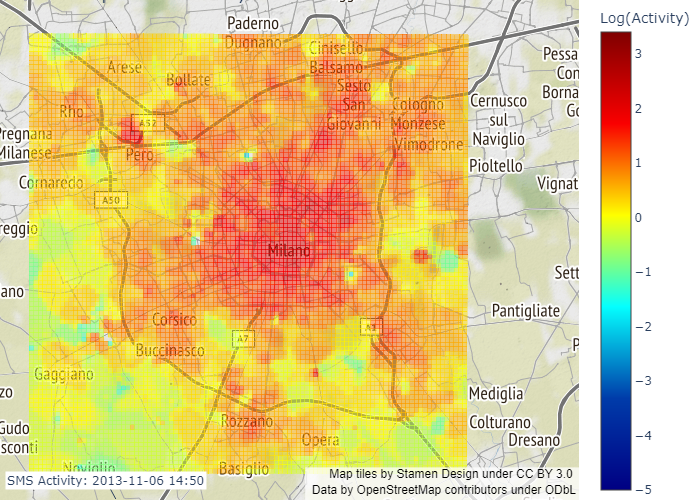 Log(Activity)
3
2
1
0
−1
−2
−3
−4
−5
Paderno
Dugnano
Cinisello
Balsamo
Sesto
San
Giovanni
Arese
Bollate
Rho
A52
Pero
Pregnana
Milanese
Cornaredo
A50
reggio
Cologno
Monzese
Vimodrone
Cernusco
sul
Naviglio
Pioltello
Pessa
Con
Borna
Go
Vignat
Milano
ano
Sett
Pantigliate
Corsico
Buccinasco
A7
Gaggiano
zo
Gudo
sconti
Rozzano
Opera
Mediglia
Colturano
Dresano
Noviglio
Basiglio
SMS Activity: 2013-11-06 14:50
Map tiles by Stamen Design under CC BY 3.0
Data by OpenStreetMap contributors under ODbL